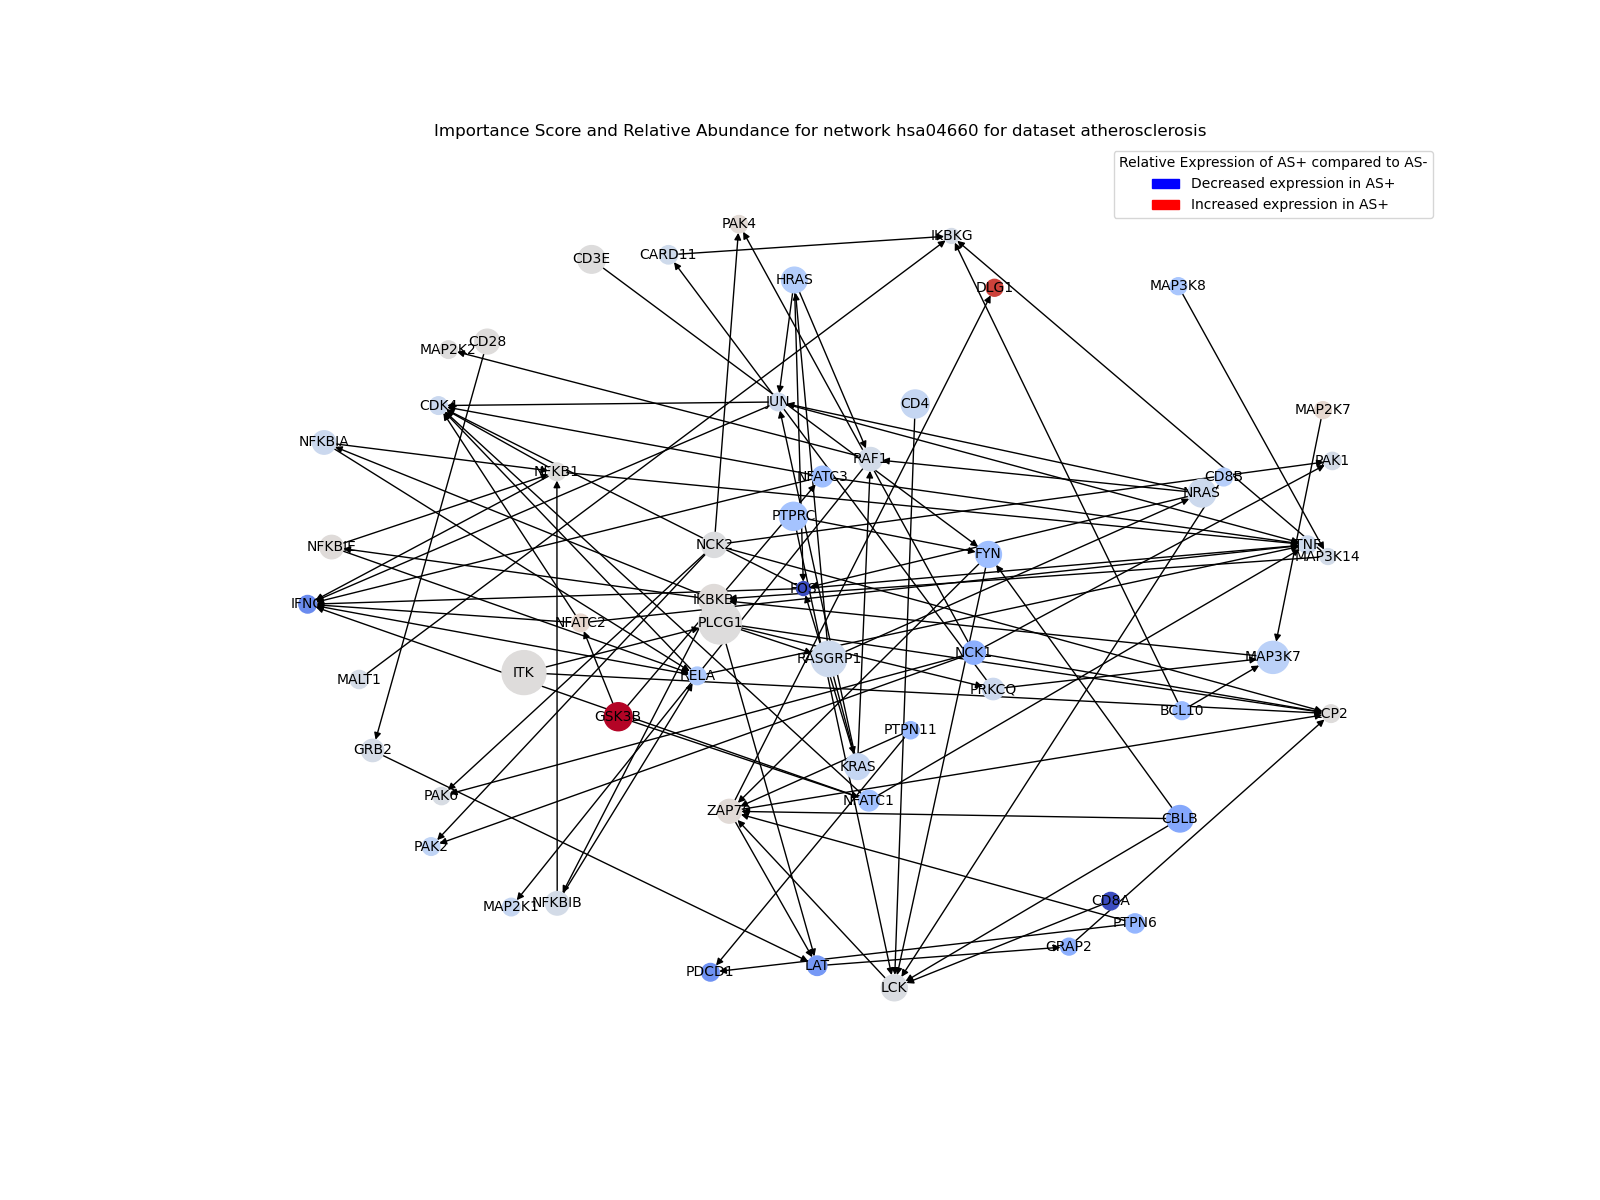 Importance Score and Relative Abundance for network hsa04660 for dataset atherosclerosis
Relative Expression of AS+ compared to AS-
Decreased expression in AS+
Increased expression in AS+
PAK4
IKBKG
CARD11
CD3E
HRAS
DLG1
MAP3K8
CD28
MAP2K2
CDK4
JUN
CD4
MAP2K7
NFKBIA
RAF1
PAK1
NFKB1
NFATC3
CD8B
NRAS
PTPRC
NCK2
NFKBIE
FYN
TNF
MAP3K14
FOS
IKBKB
IFNG
NFATC2
PLCG1
NCK1
RASGRP1
MAP3K7
ITK
RELA
MALT1
PRKCQ
BCL10
LCP2
GSK3B
PTPN11
GRB2
KRAS
PAK6
NFATC1
ZAP70
CBLB
PAK2
CD8A
MAP2K1
NFKBIB
PTPN6
GRAP2
LAT
PDCD1
LCK